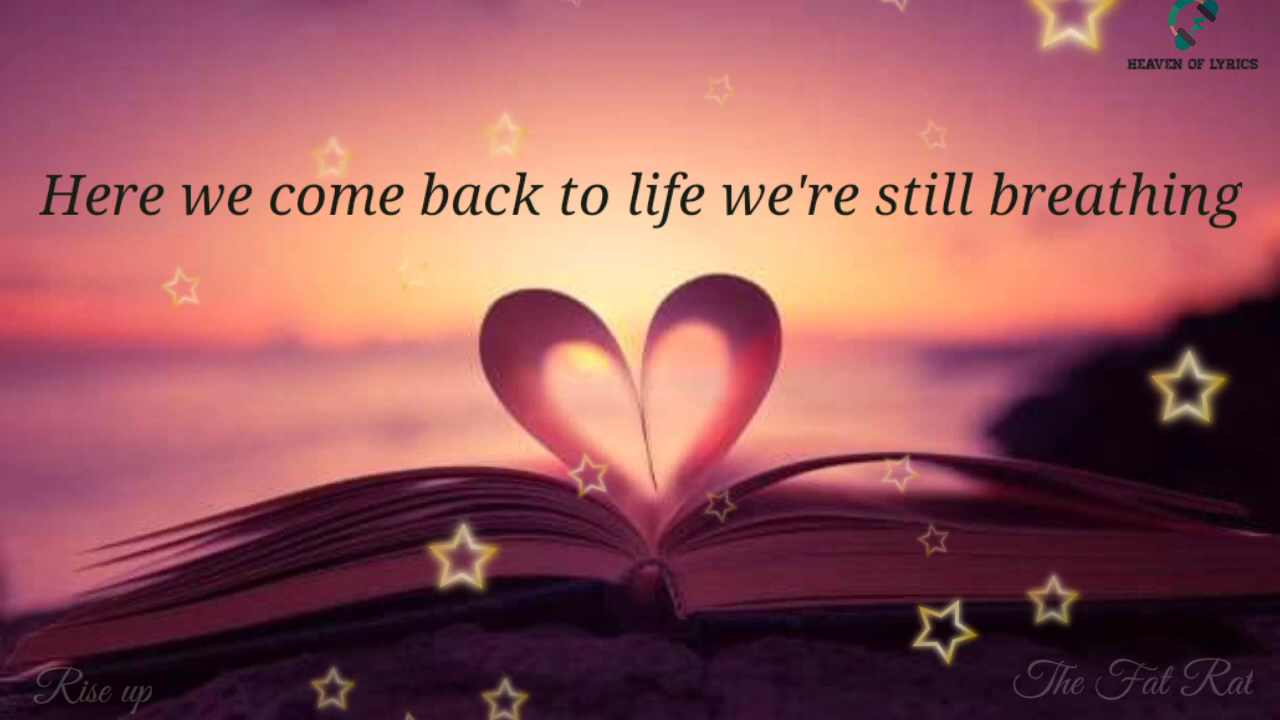 HEAVEN OF LYRICS
Here we come back to life we're still breathing
Rise up
The Fat Rat